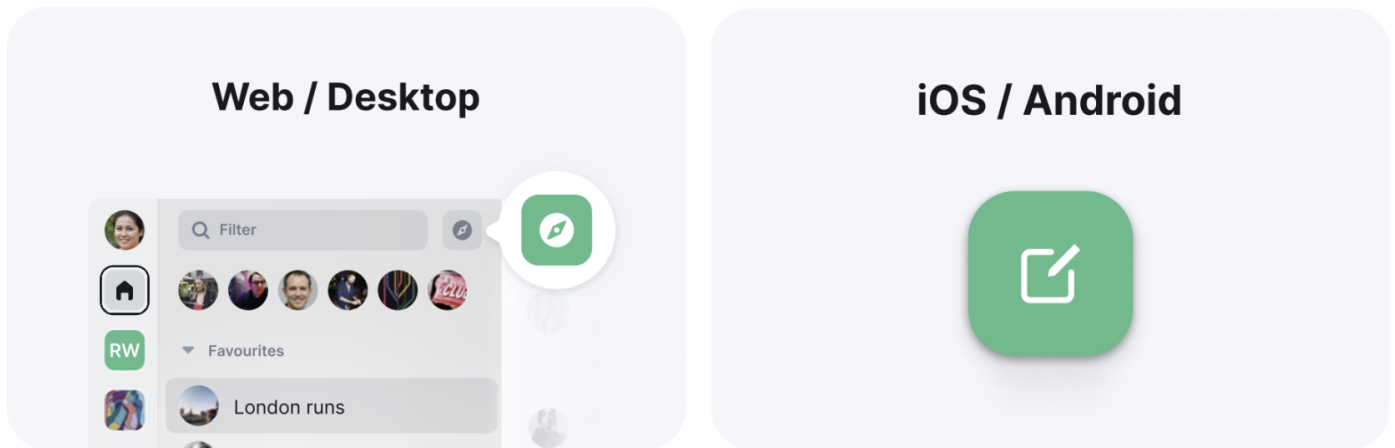 Web / Desktop
Filter
RW
Favourites
London runs
iOS / Android